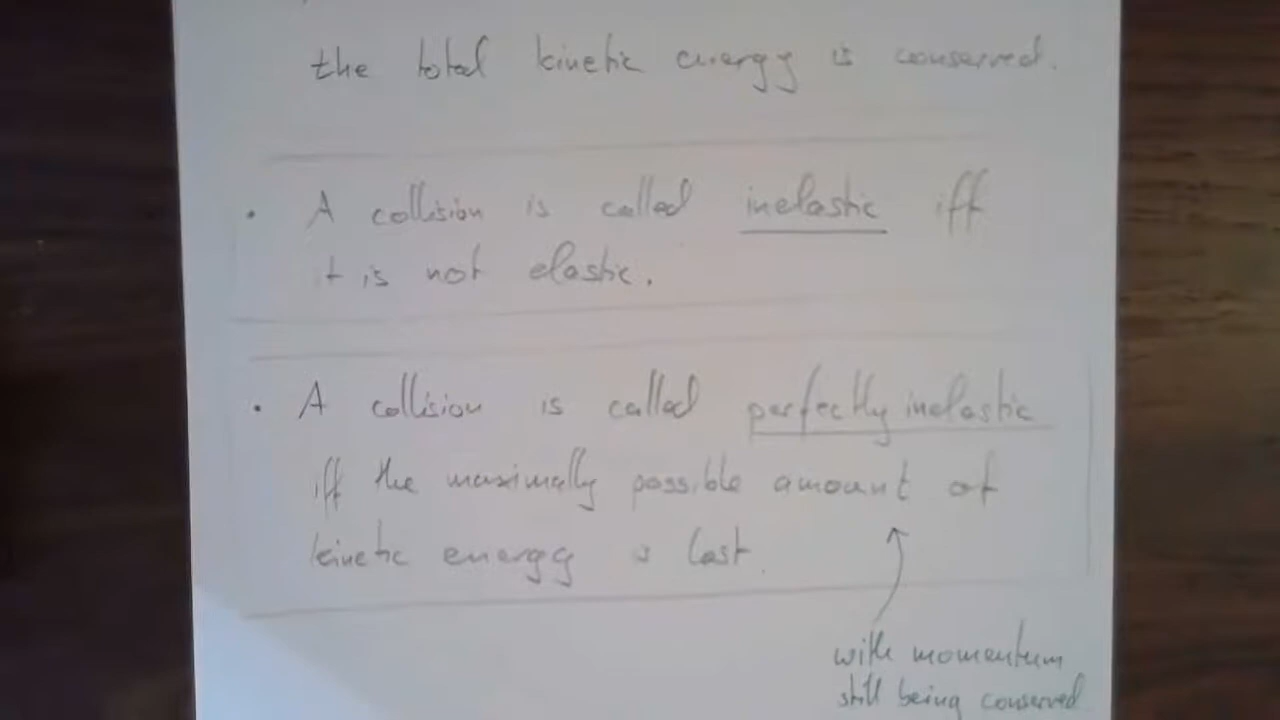 the total kinetic energy is conserved.
• A collision is called inelastic iff
it is not elastic.
• A collision is called perfectly inelastic
iff the maximally possible amount of
kinetic energy is lost.
with momentum
still being conserved